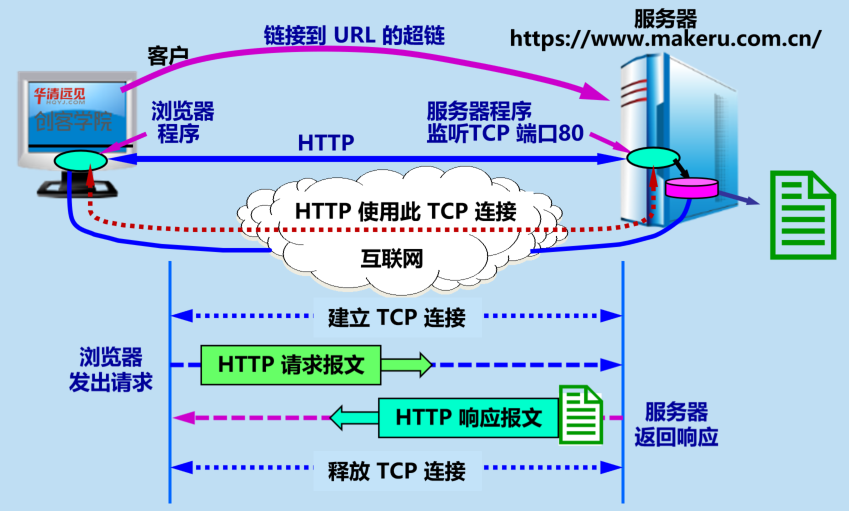 链接到 URL 的超链
服务器
https://www.makeru.com.cn/
客户
华清远见
HQYJ.COM
创客学院
浏览器
程序
服务器程序
监听TCP 端口80
HTTP
HTTP 使用此 TCP 连接
互联网
建立 TCP 连接
浏览器
发出请求
HTTP 请求报文
HTTP 响应报文
服务器
返回响应
释放 TCP 连接